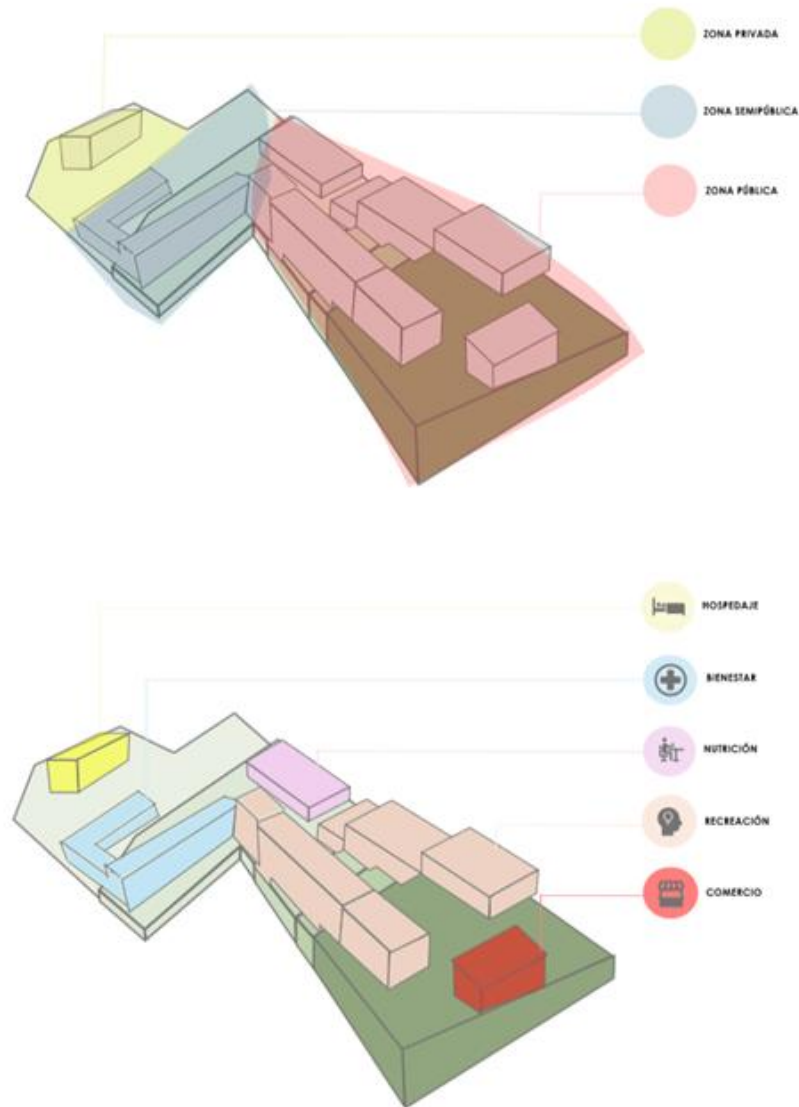 ZONA PRIVADA
ZONA SEMIPÚBLICA
ZONA PÚBLICA
HOSPEDAJE
BIENESTAR
NUTRICIÓN
RECREACIÓN
COMERCIO